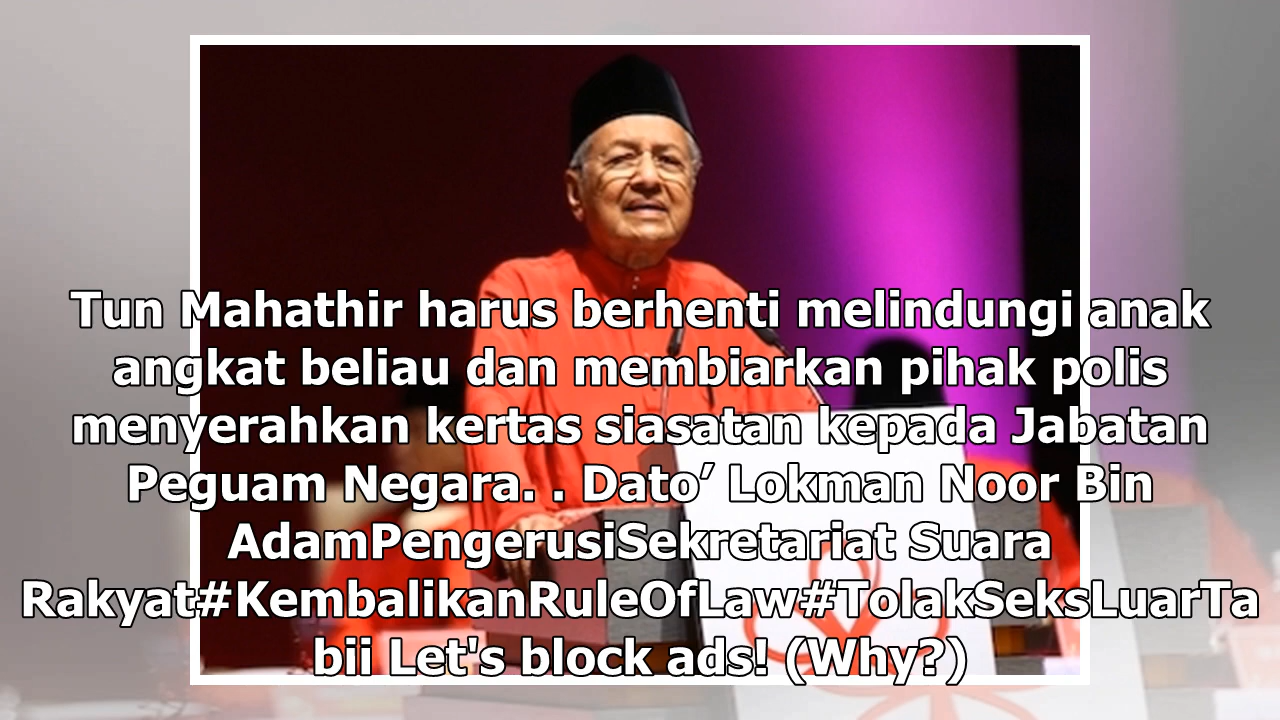 Tun Mahathir harus berhenti melindungi anak
angkat beliau dan membiarkan pihak polis
menyerahkan kertas siasatan kepada Jabatan
Peguam Negara. . Dato’ Lokman Noor Bin
AdamPengerusiSekretariat Suara
Rakyat#KembalikanRuleOfLaw#TolakSeksLuarTa
bii Let's block ads! (Why?)